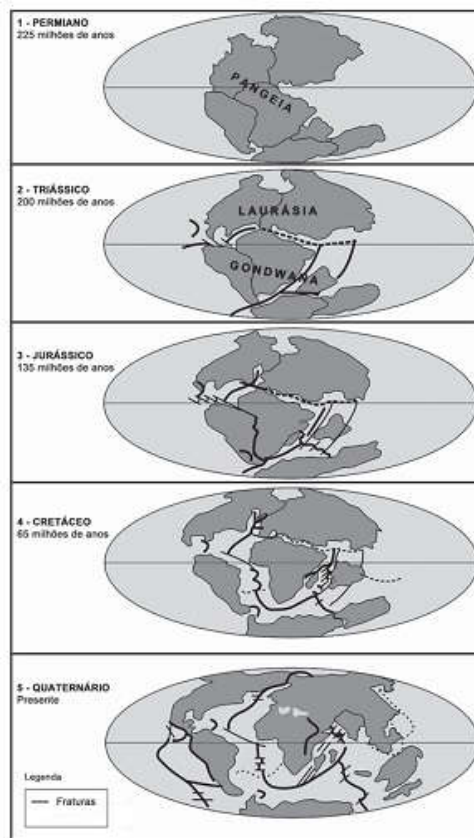 1 - PERMIANO
225 milhões de anos
PANGEIA
2 - TRIÁSSICO
200 milhões de anos
LAURÁSIA
GONDWANA
3 - JURÁSSICO
135 milhões de anos
4 - CRETÁCEO
65 milhões de anos
5 - QUATERNÁRIO
Presente
Legenda
Fraturas